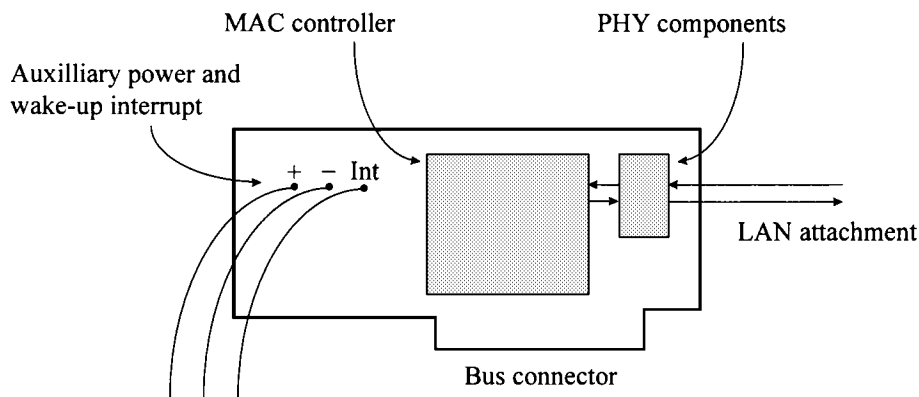 MAC controller
PHY components
Auxilliary power and
wake-up interrupt
+ − Int
LAN attachment
Bus connector